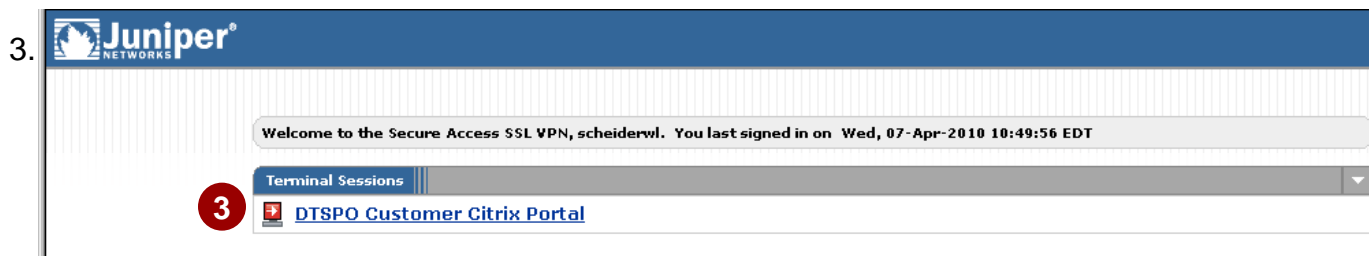 3.
Juniper®
NETWORKS
Welcome to the Secure Access SSL VPN, scheiderwl. You last signed in on Wed, 07-Apr-2010 10:49:56 EDT
Terminal Sessions
3
DTSPO Customer Citrix Portal